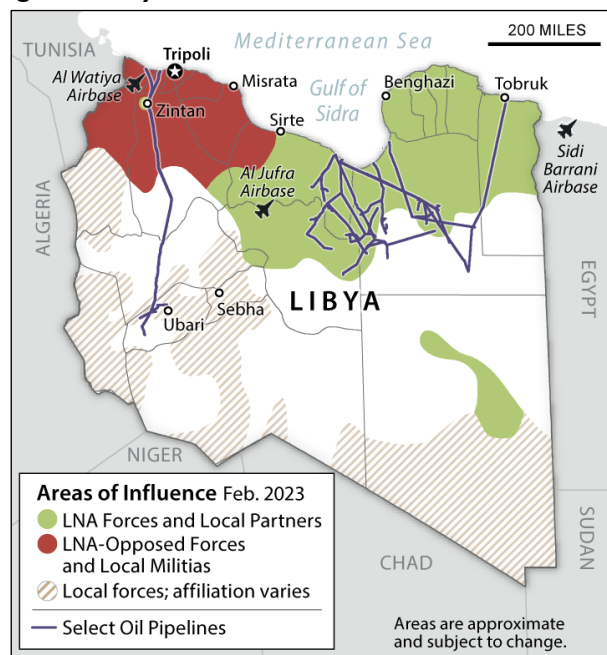 TUNISIA
Mediterranean Sea
200 MILES
Tripoli
Al Watiya
Airbase
Misrata
Gulf of
Sidra
Benghazi
Tobruk
Zintan
Sirte
Sidi
Barrani
Airbase
Al Jufra
Airbase
ALGERIA
EGYPT
LIBYA
Sebha
Ubari
NIGER
CHAD
SUDAN
Areas of Influence Feb. 2023
LNA Forces and Local Partners
LNA-Opposed Forces
and Local Militias
Local forces; affiliation varies
Select Oil Pipelines
Areas are approximate
and subject to change.